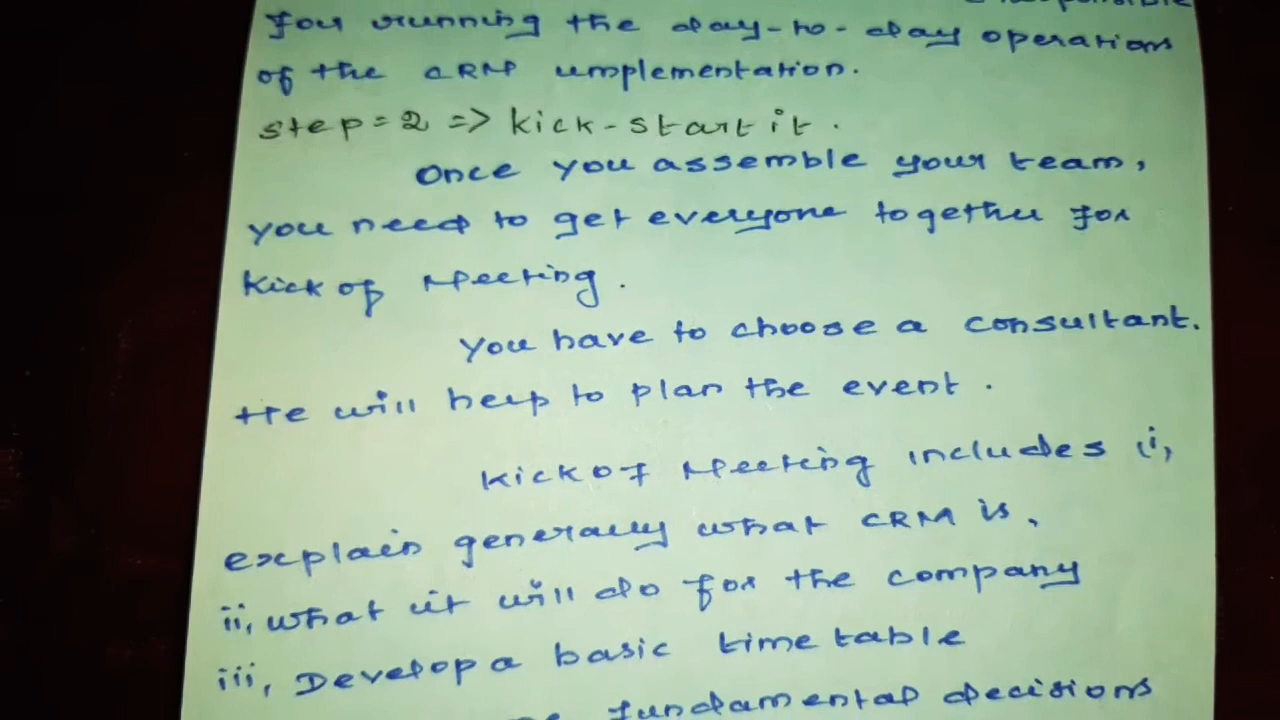 responsible
for running the day-to-day operations
of the CRM implementation.
step=2 => kick-start it.
Once you assemble your team,
you need to get everyone together for
Kick of Meeting.
You have to choose a consultant.
He will help to plan the event.
Kick of Meeting includes i,
explain generally what CRM is.
ii, what it will do for the company
iii, Develop a basic time table
fundamental decisions